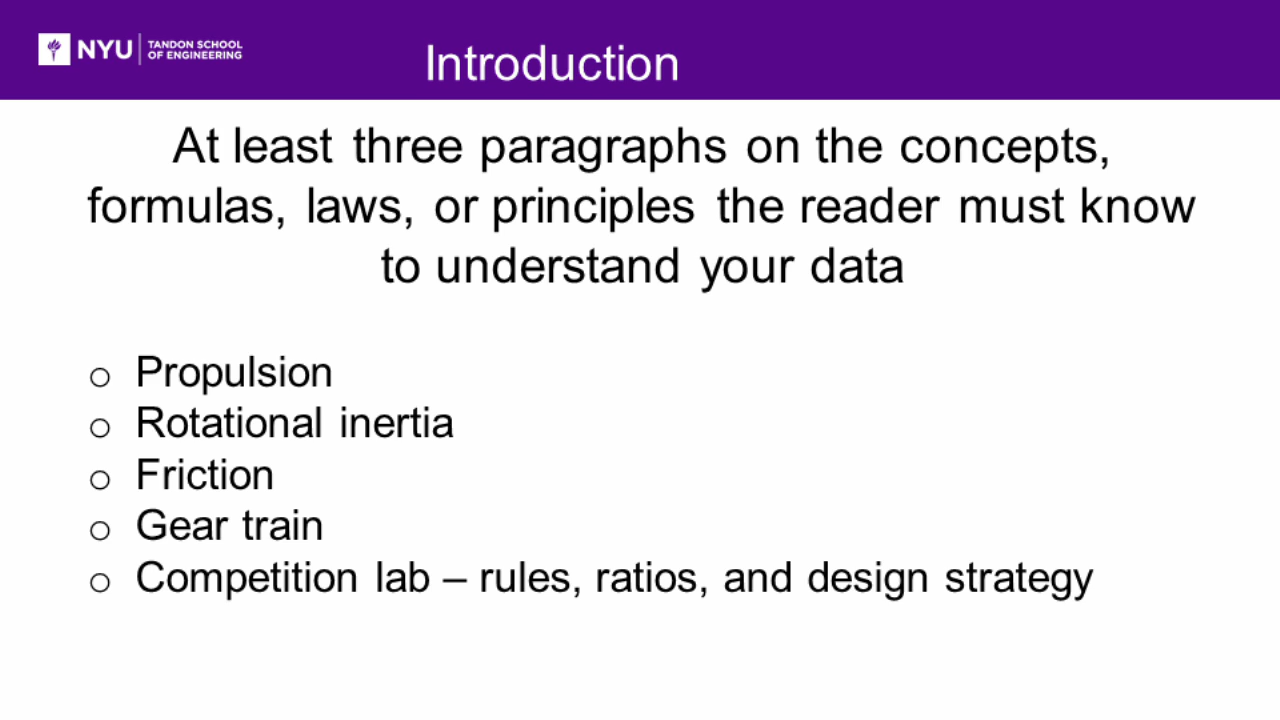 NYU
TANDON SCHOOL
OF ENGINEERING
Introduction
At least three paragraphs on the concepts,
formulas, laws, or principles the reader must know
to understand your data
o Propulsion
o Rotational inertia
o Friction
o Gear train
o Competition lab – rules, ratios, and design strategy